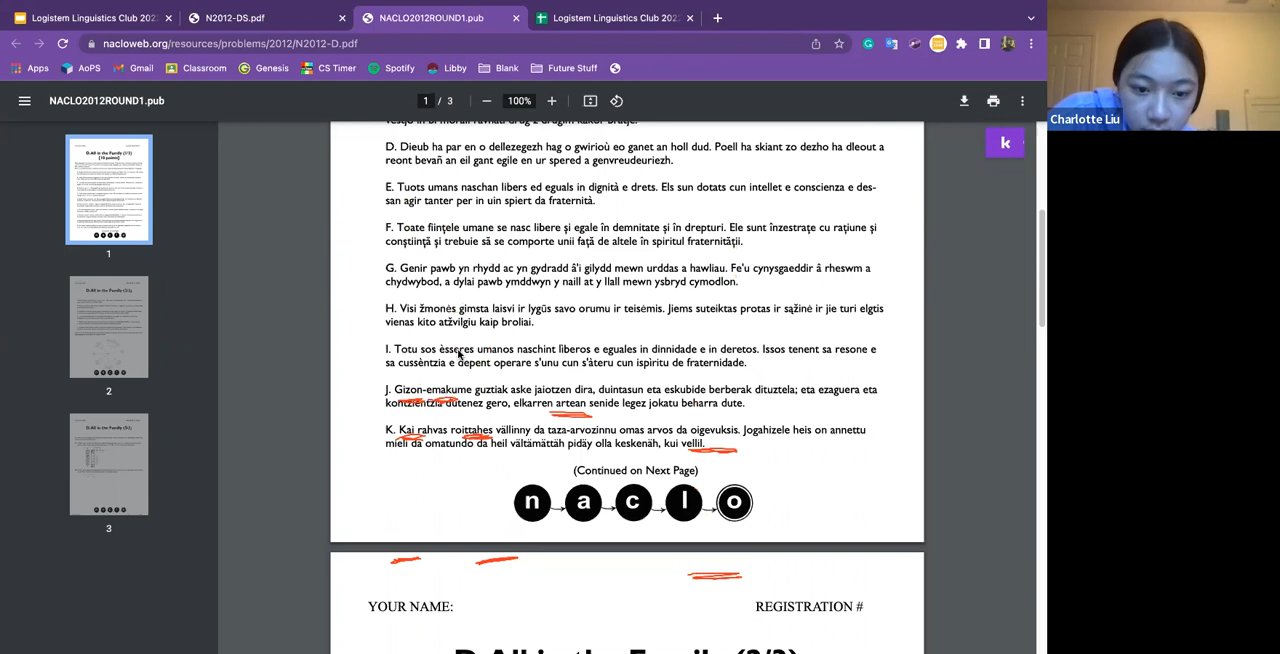 Logistem Linguistics Club 202
N2012-DS.pdf
NACLO2012ROUND1.pub
Logistem Linguistics Club 202
nacloweb.org/resources/problems/2012/N2012-D.pdf
Apps
AoPS
Gmail
Classroom
Genesis
CS Timer
Spotify
Libby
Blank
Future Stuff
NACLO2012ROUND1.pub
1 / 3
100%
Charlotte Liu
k
D. Dieub ha par en o dellezegezh hag o gwirioù eo ganet an holl dud. Poell ha skiant zo dezho ha dleout a
reont bevañ an eil gant egile en ur spered a genvreudeuriezh.
E. Tuots umans naschan libers ed eguals in dignità e drets. Els sun dotats cun intellet e conscienza e des-
san agir tanter per in uin spiert da fraternità.
F. Toate ființele umane se nasc libere și egale în demnitate și în drepturi. Ele sunt înzestrațe cu rațiune și
conștiință și trebuie să se comporte unii față de altele în spiritul fraternității.
G. Genir pawb yn rhydd ac yn gydradd â'i gilydd mewn urddas a hawliau. Fe'u cynysgaeddir â rheswm a
chydwybod, a dylai pawb ymddwyn y naill at y llall mewn ysbryd cymodlon.
H. Visi žmonės gimsta laisvi ir lygūs savo orumu ir teisėmis. Jiems suteiktas protas ir sąžinė ir jie turi elgtis
vienas kito atžvilgiu kaip broliai.
I. Totu sos èsseres umanos naschint lìberos e eguales in dinnidade e in deretos. Issos tenent sa resone e
sa cussèntzia e depent operare s'unu cun s'àteru cun ispìritu de fraternidade.
J. Gizon-emakume guztiak aske jaiotzen dira, duintasun eta eskubide berberak dituztela; eta ezaguera eta
kontzientzia dutenez gero, elkarren artean senide legez jokatu beharra dute.
K. Kai rahvas roittahes vällinny da taza-arvozinnu omas arvos da oigevuksis. Jogahizele heis on annettu
mieli da omatundo da heil vältämättäh pidäy olla keskenäh, kui vellil.
(Continued on Next Page)
n a c l o
YOUR NAME:
REGISTRATION #
1
2
3